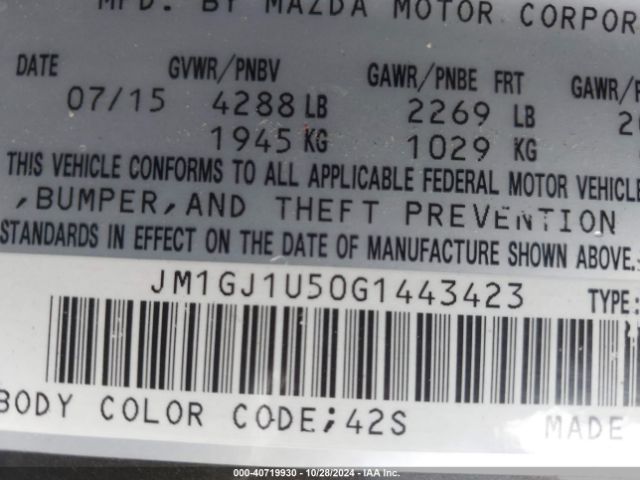 MFD. BY MAZDA MOTOR CORPOR
DATE GVWR/PNBV GAWR/PNBE FRT GAWR/P
07/15 4288 LB 2269 LB
1945 KG 1029 KG
THIS VEHICLE CONFORMS TO ALL APPLICABLE FEDERAL MOTOR VEHICLE
,BUMPER,AND THEFT PREVENTION
STANDARDS IN EFFECT ON THE DATE OF MANUFACTURE SHOWN ABOVE.
JM1GJ1U50G1443423 TYPE:
BODY COLOR CODE;42S MADE
000-40719930 - 10/28/2024 - IAA Inc.